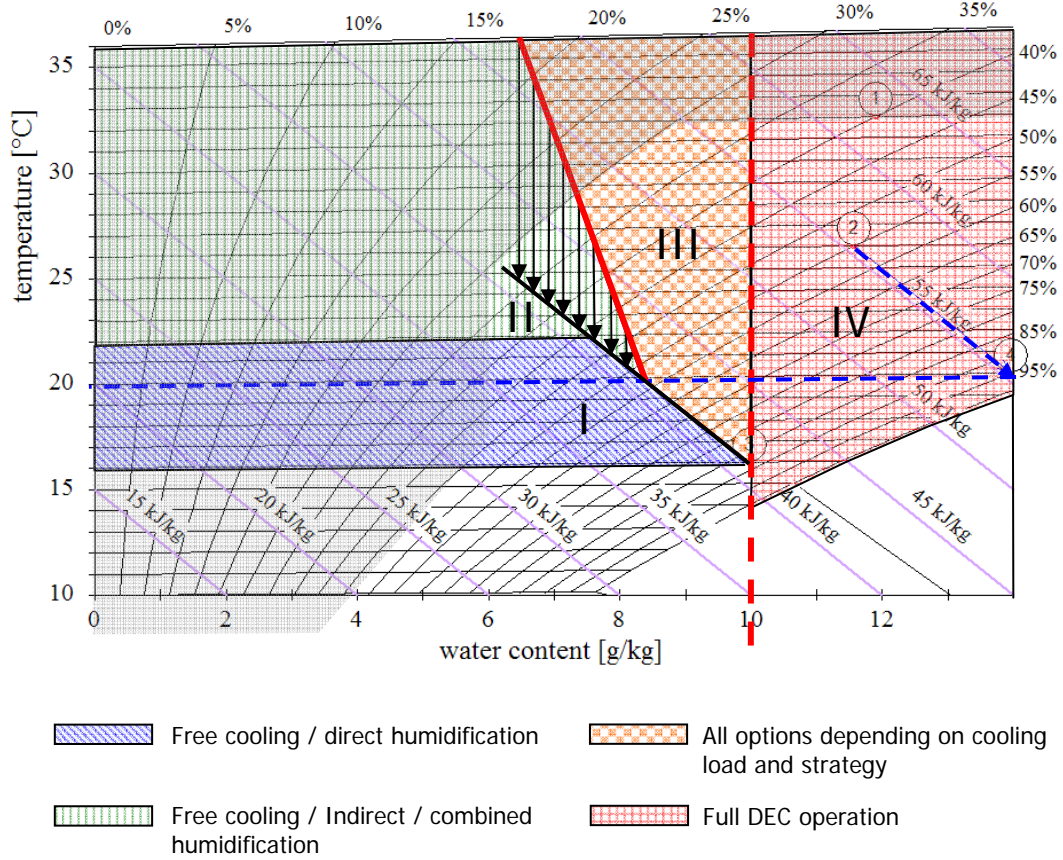 0% 5% 10% 15% 20% 25% 30% 35%
40%
45%
50%
55%
60%
65%
70%
75%
85%
95%
35
30
25
20
15
10
temperature [°C]
65 kJ/kg
60 kJ/kg
55 kJ/kg
50 kJ/kg
45 kJ/kg
40 kJ/kg
35 kJ/kg
30 kJ/kg
25 kJ/kg
20 kJ/kg
15 kJ/kg
1
2
I
II
III
IV
0 2 4 6 8 10 12
water content [g/kg]
Free cooling / direct humidification
Free cooling / Indirect / combined
humidification
All options depending on cooling
load and strategy
Full DEC operation